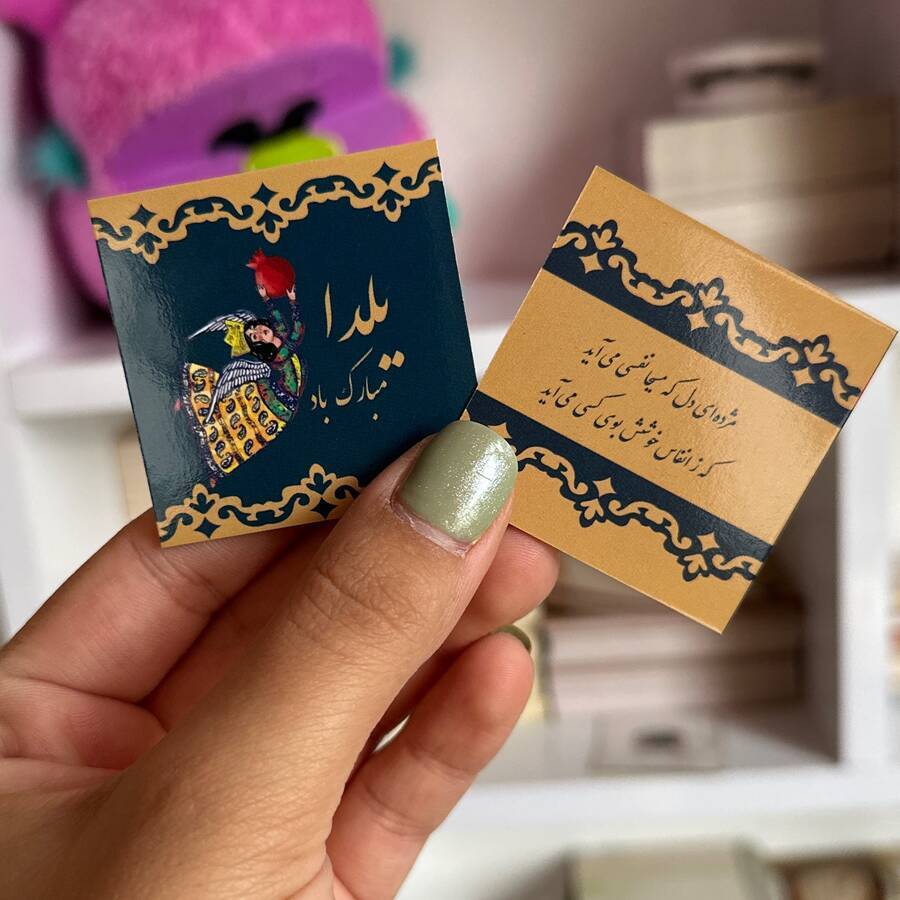 یلدا
مبارک باد
مژده‌ای دل که مسیحا نفسی می‌آید
که ز انفاس خوشش بوی کسی می‌آید